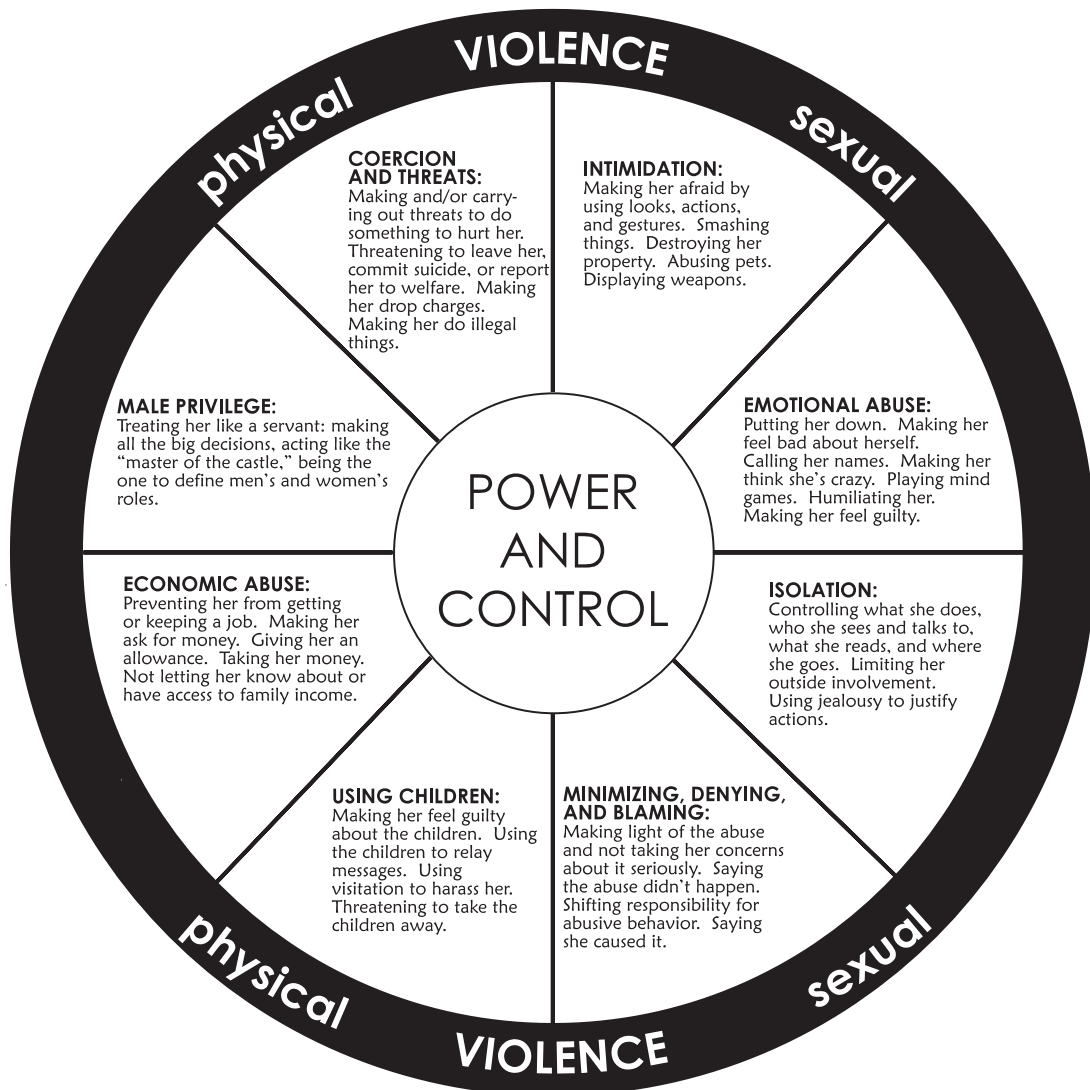 VIOLENCE
physical
sexual
COERCION
AND THREATS:
Making and/or carry-
ing out threats to do
something to hurt her.
Threatening to leave her,
commit suicide, or report
her to welfare.  Making
her drop charges.
Making her do illegal
things.
INTIMIDATION:
Making her afraid by
using looks, actions,
and gestures.  Smashing
things.  Destroying her
property.  Abusing pets.
Displaying weapons.
MALE PRIVILEGE:
Treating her like a servant: making
all the big decisions, acting like the
“master of the castle,” being the
one to define men’s and women’s
roles.
EMOTIONAL ABUSE:
Putting her down.  Making her
feel bad about herself.
Calling her names.  Making her
think she’s crazy.  Playing mind
games.  Humiliating her.
Making her feel guilty.
POWER
AND
CONTROL
ECONOMIC ABUSE:
Preventing her from getting
or keeping a job.  Making her
ask for money.  Giving her an
allowance.  Taking her money.
Not letting her know about or
have access to family income.
ISOLATION:
Controlling what she does,
who she sees and talks to,
what she reads, and where
she goes.  Limiting her
outside involvement.
Using jealousy to justify
actions.
USING CHILDREN:
Making her feel guilty
about the children.  Using
the children to relay
messages.  Using
visitation to harass her.
Threatening to take the
children away.
MINIMIZING, DENYING,
AND BLAMING:
Making light of the abuse
and not taking her concerns
about it seriously.  Saying
the abuse didn’t happen.
Shifting responsibility for
abusive behavior.  Saying
she caused it.
physical
sexual
VIOLENCE